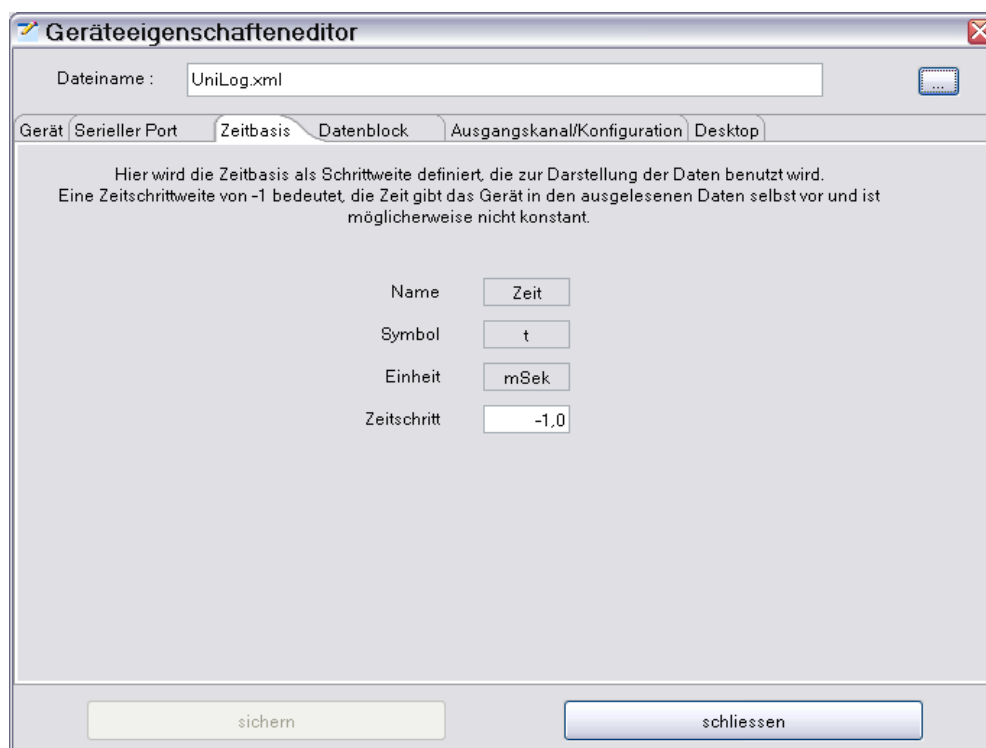 Geräteeigenschafteneditor
Dateiname : UniLog.xml ...
Gerät Serieller Port Zeitbasis Datenblock Ausgangskanal/Konfiguration Desktop
Hier wird die Zeitbasis als Schrittweite definiert, die zur Darstellung der Daten benutzt wird.
Eine Zeitschrittweite von -1 bedeutet, die Zeit gibt das Gerät in den ausgelesenen Daten selbst vor und ist
möglicherweise nicht konstant.
Name Zeit
Symbol t
Einheit mSek
Zeitschritt -1,0
sichern schliessen